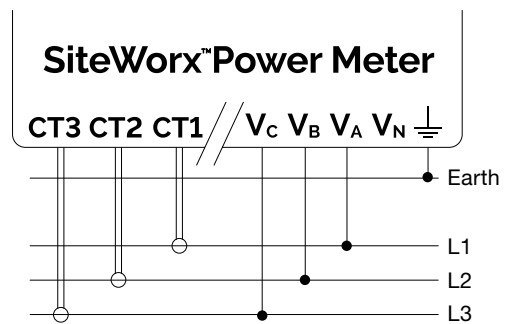 SiteWorx™Power Meter
CT3 CT2 CT1 VC VB VA VN
Earth
L1
L2
L3